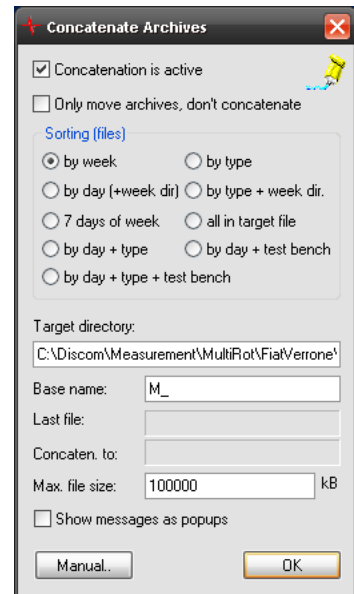 Concatenate Archives
Concatenation is active
Only move archives, don't concatenate
Sorting (files)
by week by type
by day (+week dir) by type + week dir.
7 days of week all in target file
by day + type by day + test bench
by day + type + test bench
Target directory:
C:\Discom\Measurement\MultiRot\FiatVerrone\
Base name: M_
Last file:
Concaten. to:
Max. file size: 100000 kB
Show messages as popups
Manual.. OK